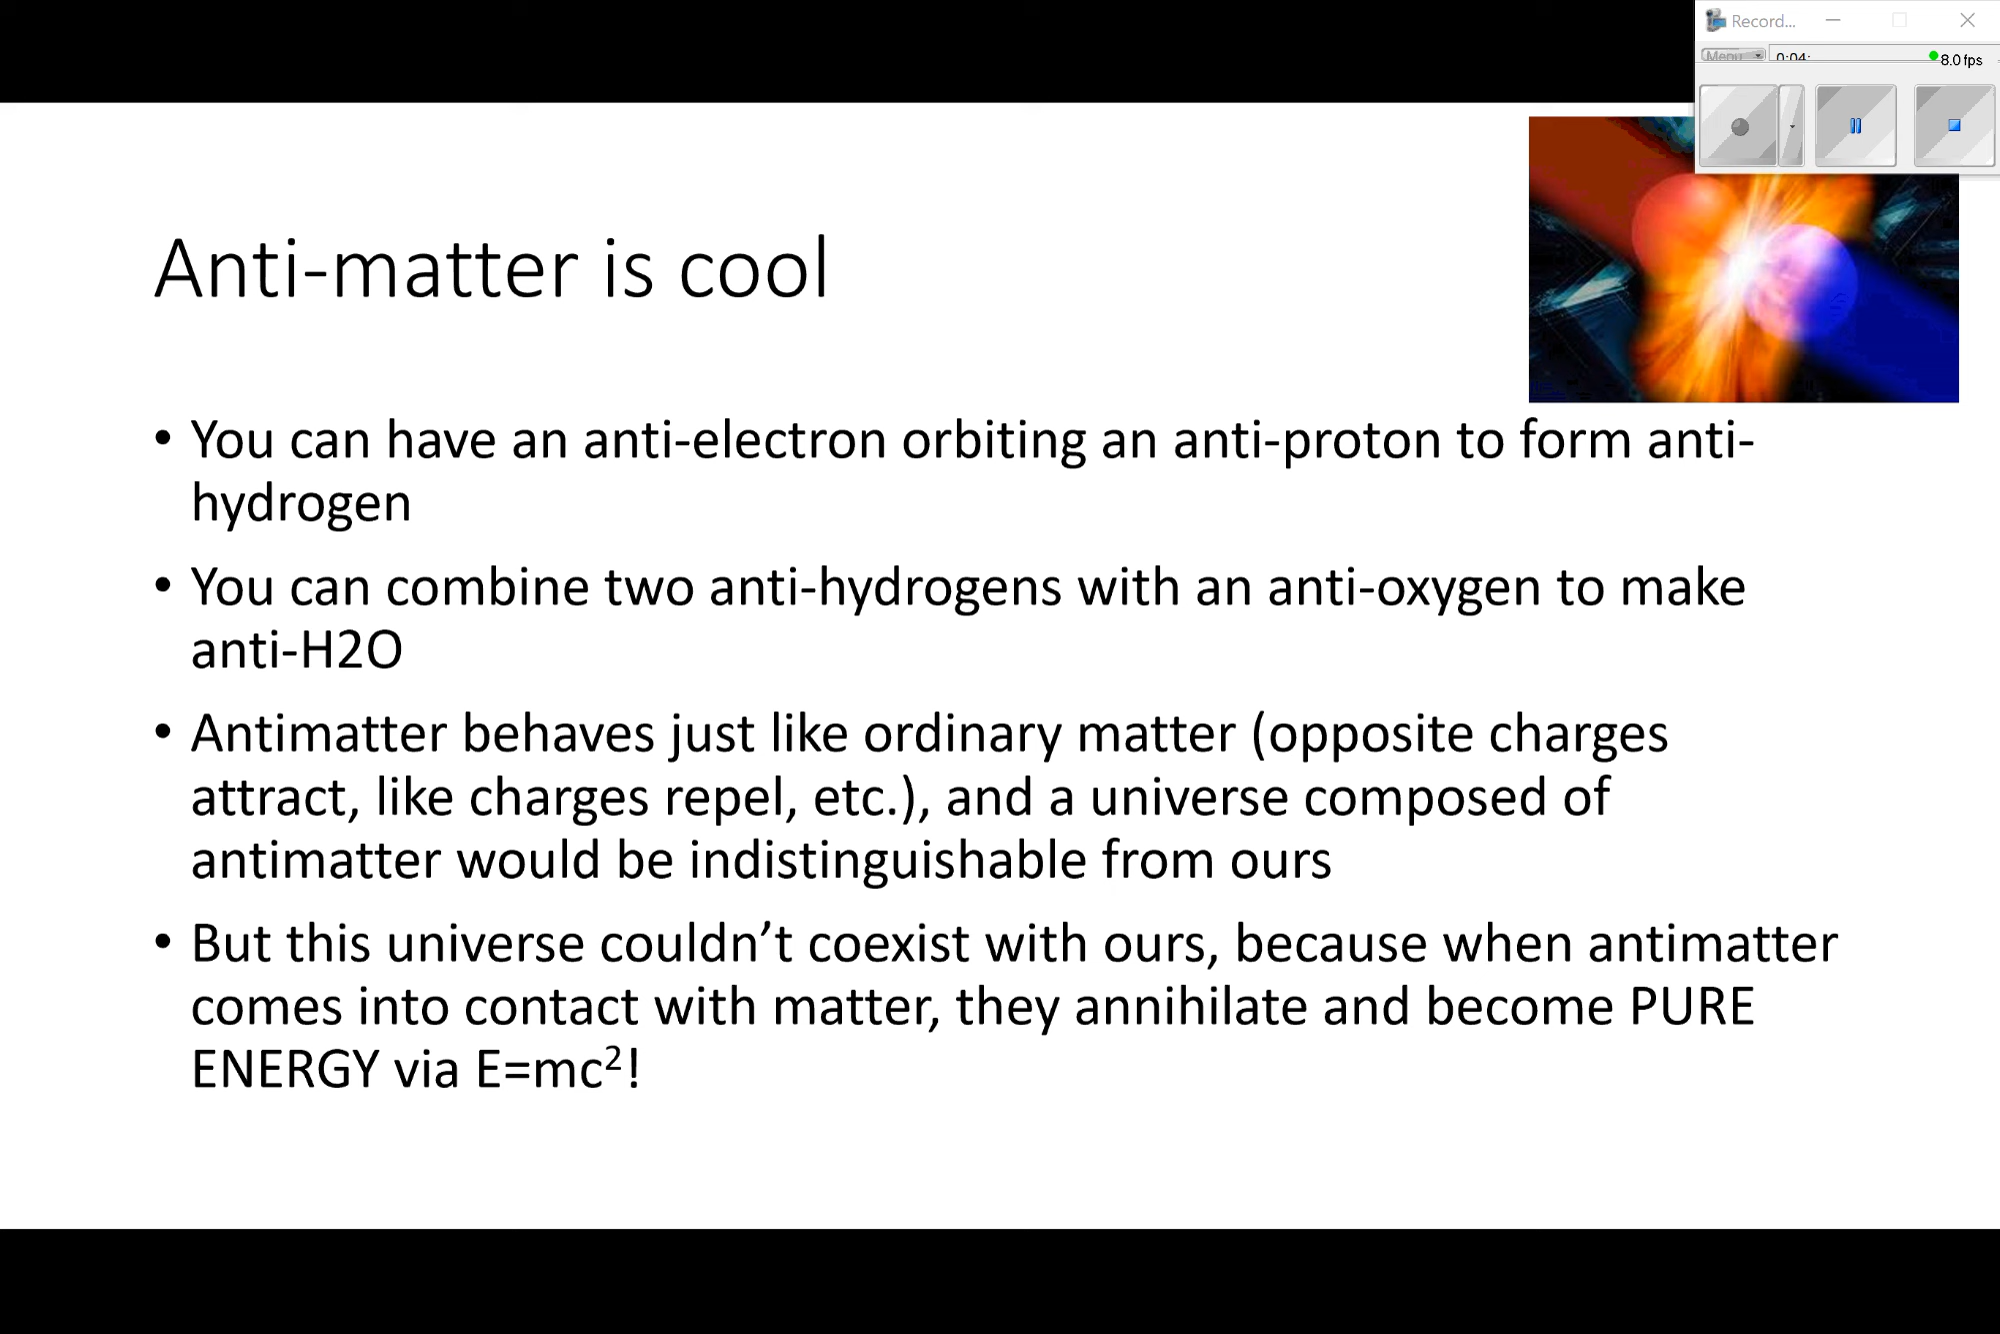 Record...
Menu
0:04:
8.0 fps
Anti-matter is cool
• You can have an anti-electron orbiting an anti-proton to form anti-
hydrogen
• You can combine two anti-hydrogens with an anti-oxygen to make
anti-H2O
• Antimatter behaves just like ordinary matter (opposite charges
attract, like charges repel, etc.), and a universe composed of
antimatter would be indistinguishable from ours
• But this universe couldn’t coexist with ours, because when antimatter
comes into contact with matter, they annihilate and become PURE
ENERGY via E=mc²!